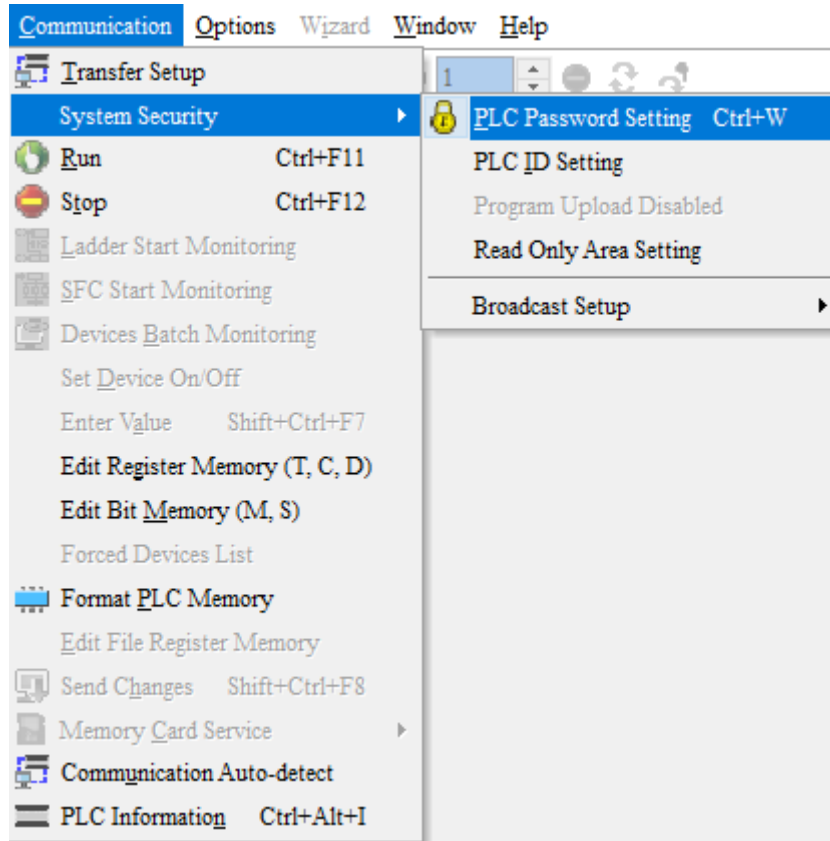 Communication Options Wizard Window Help
Transfer Setup
1
System Security
PLC Password Setting Ctrl+W
Run Ctrl+F11
PLC ID Setting
Stop Ctrl+F12
Program Upload Disabled
Ladder Start Monitoring
Read Only Area Setting
SFC Start Monitoring
Broadcast Setup
Devices Batch Monitoring
Set Device On/Off
Enter Value Shift+Ctrl+F7
Edit Register Memory (T, C, D)
Edit Bit Memory (M, S)
Forced Devices List
Format PLC Memory
Edit File Register Memory
Send Changes Shift+Ctrl+F8
Memory Card Service
Communication Auto-detect
PLC Information Ctrl+Alt+I